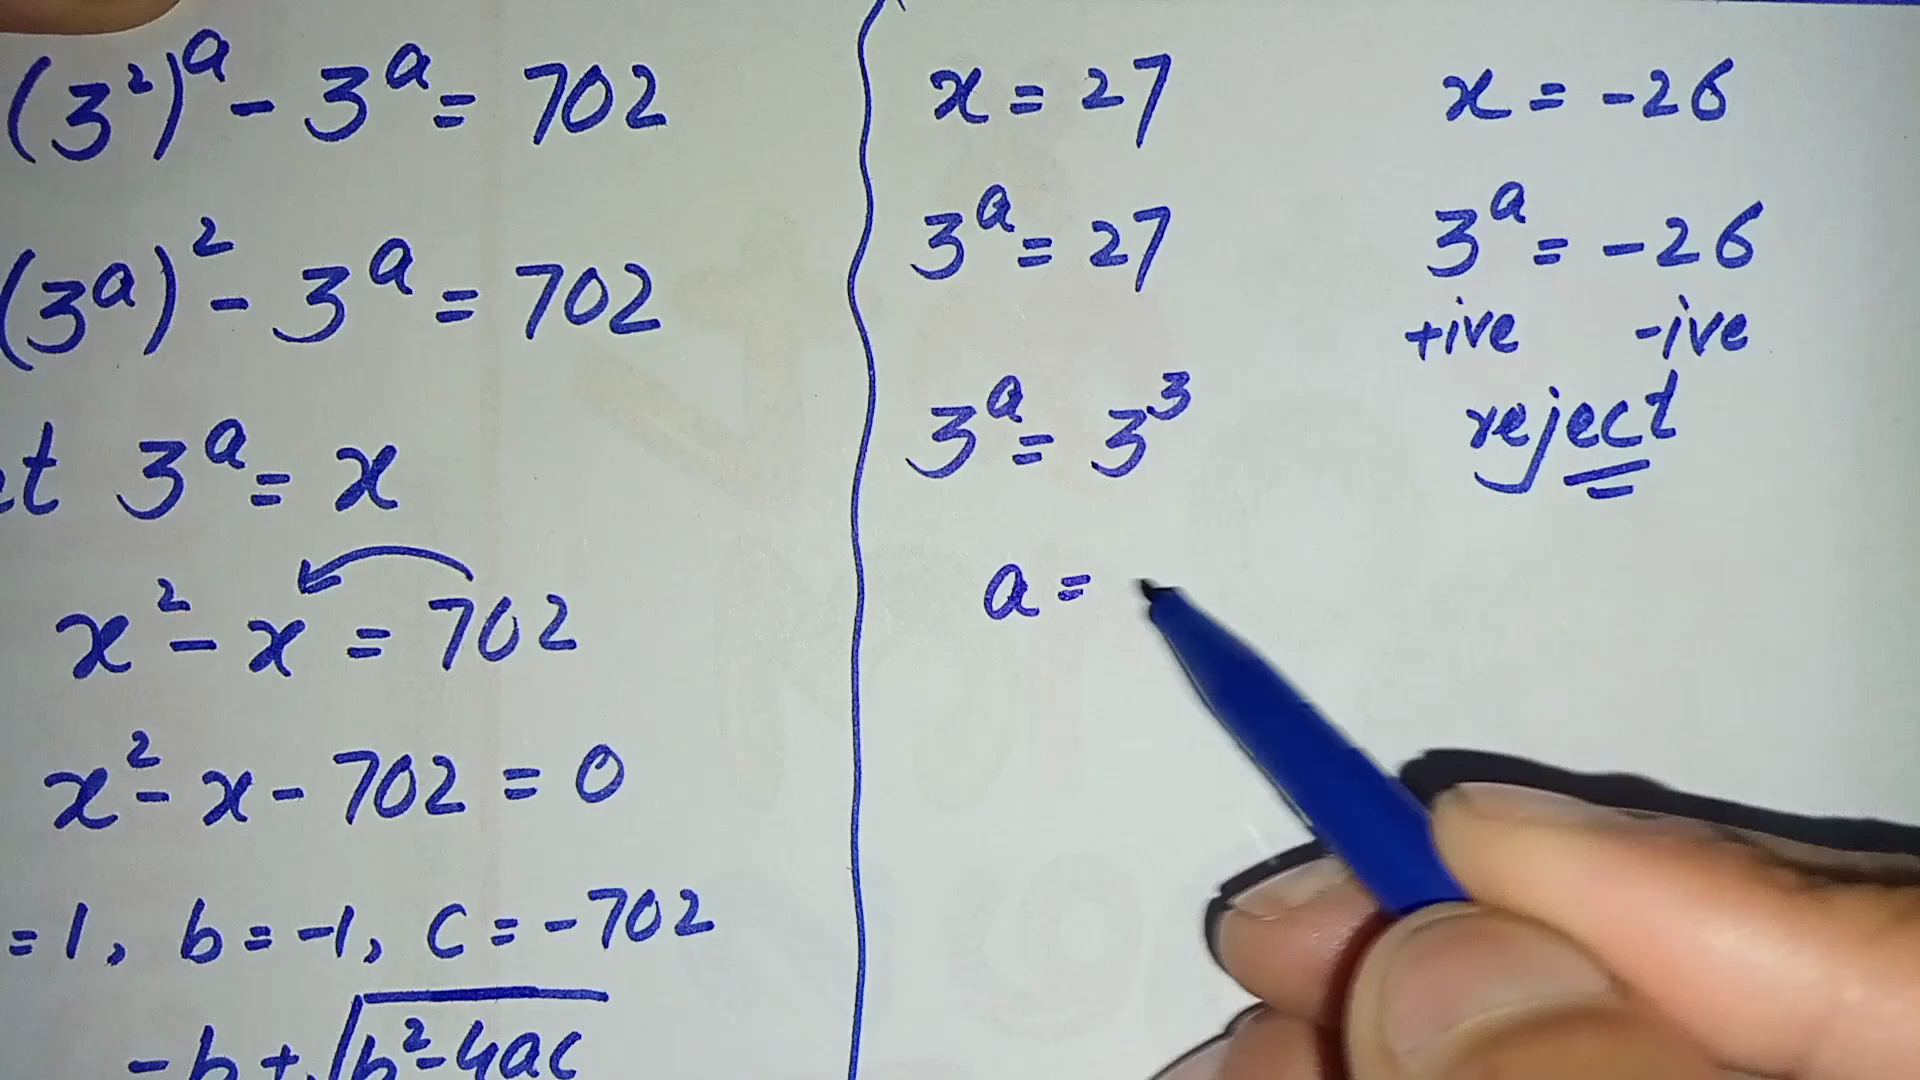 (3²)ᵃ - 3ᵃ = 702
(3ᵃ)² - 3ᵃ = 702
3ᵃ = x
x² - x = 702
x² - x - 702 = 0
= 1, b = -1, c = -702
x = 27
3ᵃ = 27
3ᵃ = 3³
a =
x = -26
3ᵃ = -26
+ive -ive
reject